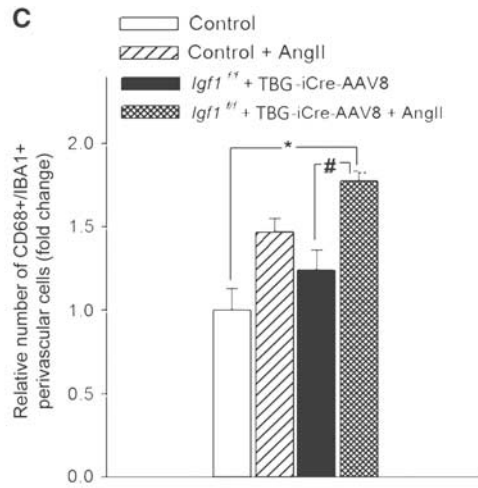 C
Control
Control + AngII
Igf1 f/f + TBG-iCre-AAV8
Igf1 f/f + TBG-iCre-AAV8 + AngII
Relative number of CD68+/IBA1+
perivascular cells (fold change)
2.0
1.5
1.0
0.5
0.0
*
#